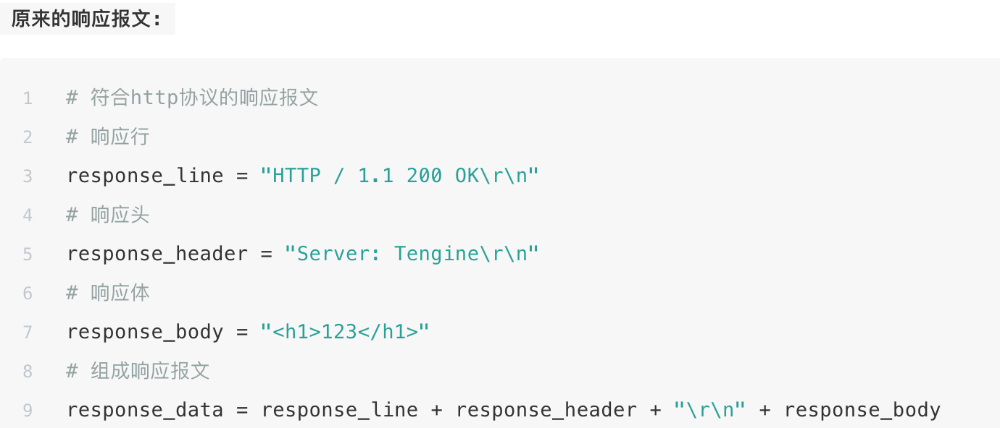 原来的响应报文:
1 # 符合http协议的响应报文
2 # 响应行
3 response_line = "HTTP / 1.1 200 OK\r\n"
4 # 响应头
5 response_header = "Server: Tengine\r\n"
6 # 响应体
7 response_body = "<h1>123</h1>"
8 # 组成响应报文
9 response_data = response_line + response_header + "\r\n" + response_body